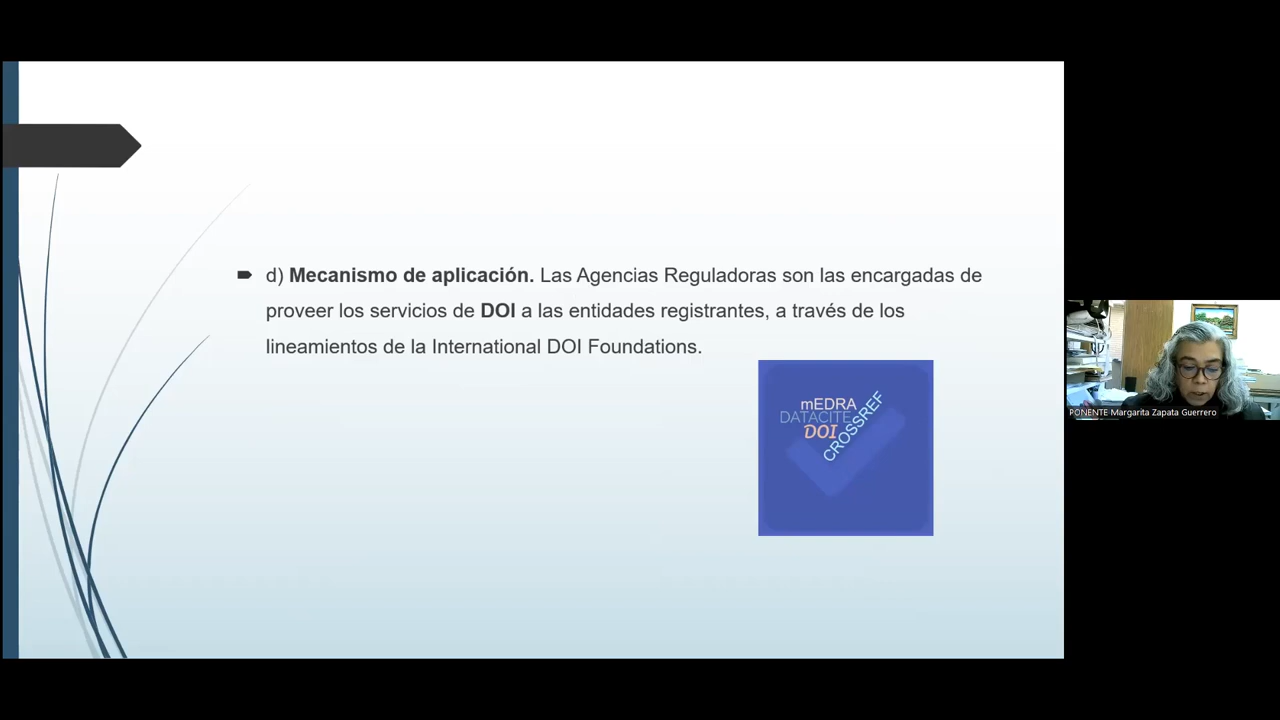 d) Mecanismo de aplicación. Las Agencias Reguladoras son las encargadas de
proveer los servicios de DOI a las entidades registrantes, a través de los
lineamientos de la International DOI Foundations.
mEDRA
DATACITE
DOI
CROSSREF
PONENTE Margarita Zapata Guerrero